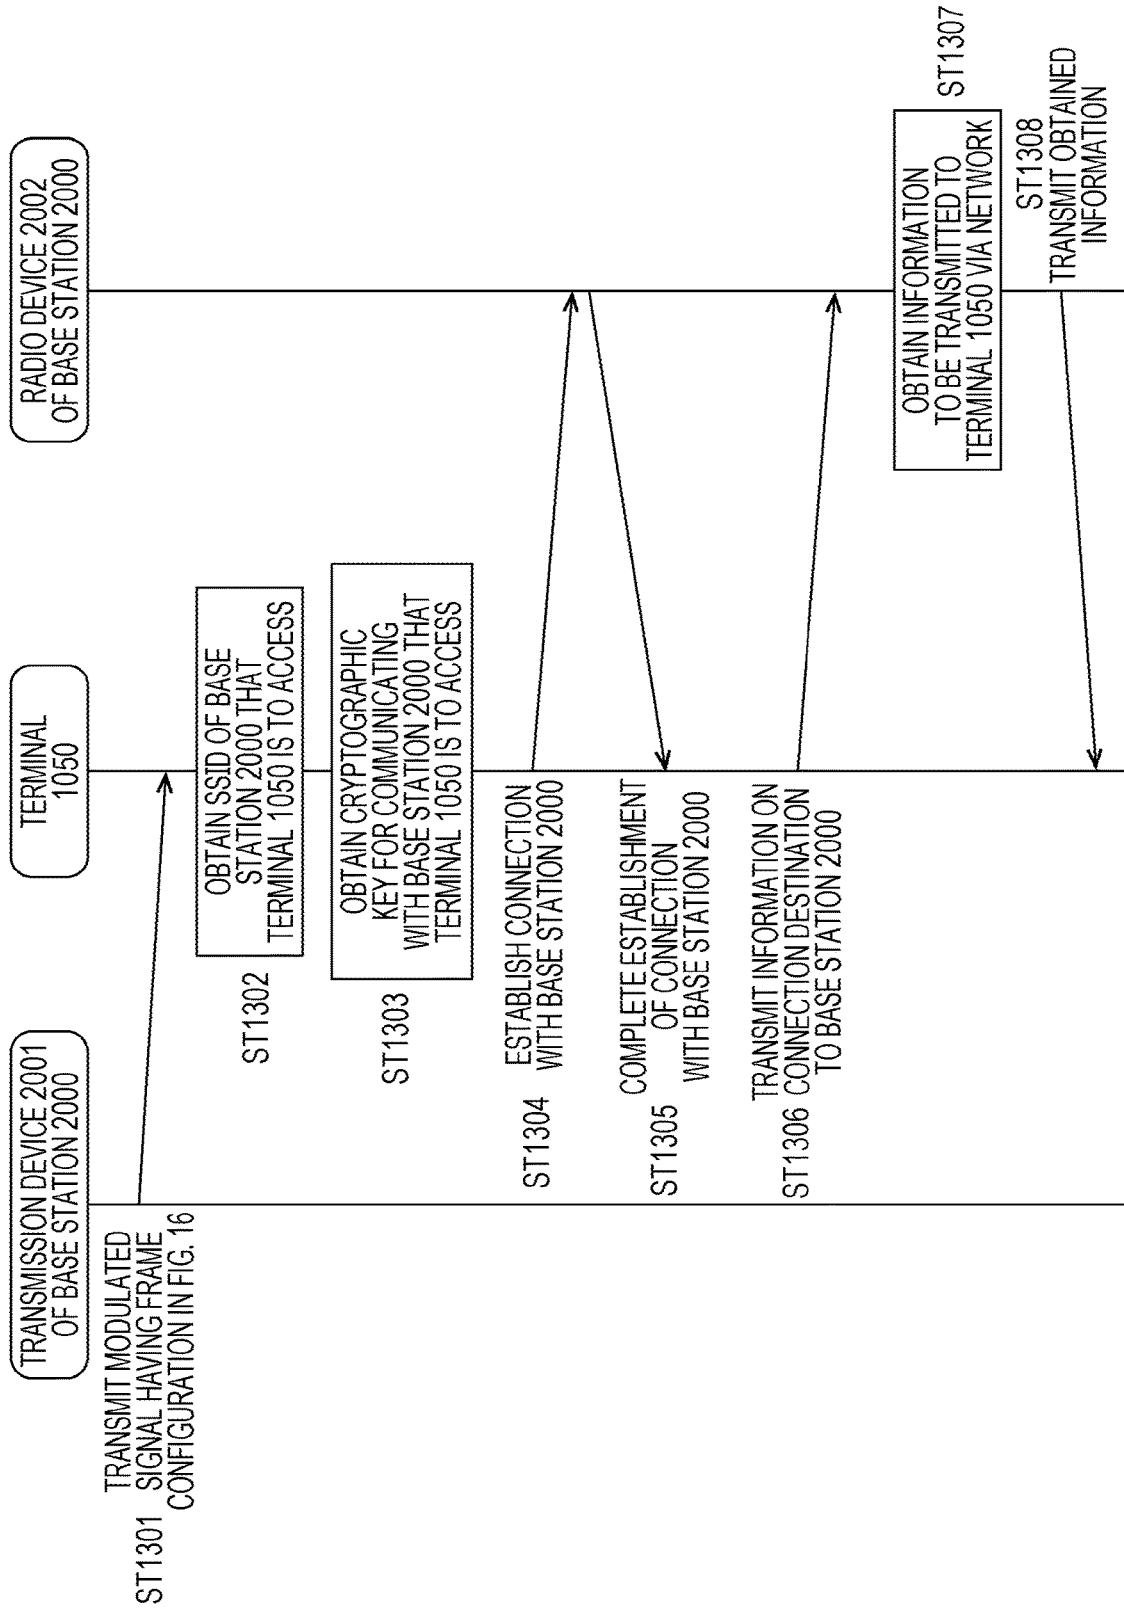 TRANSMISSION DEVICE 2001
OF BASE STATION 2000
TERMINAL
1050
RADIO DEVICE 2002
OF BASE STATION 2000
TRANSMIT MODULATED
ST1301 SIGNAL HAVING FRAME
CONFIGURATION IN FIG. 16
OBTAIN SSID OF BASE
STATION 2000 THAT
TERMINAL 1050 IS TO ACCESS
ST1302
OBTAIN CRYPTOGRAPHIC
KEY FOR COMMUNICATING
WITH BASE STATION 2000 THAT
TERMINAL 1050 IS TO ACCESS
ST1303
ESTABLISH CONNECTION
ST1304 WITH BASE STATION 2000
COMPLETE ESTABLISHMENT
ST1305 OF CONNECTION
WITH BASE STATION 2000
TRANSMIT INFORMATION ON
ST1306 CONNECTION DESTINATION
TO BASE STATION 2000
OBTAIN INFORMATION
TO BE TRANSMITTED TO
TERMINAL 1050 VIA NETWORK
ST1307
ST1308
TRANSMIT OBTAINED
INFORMATION